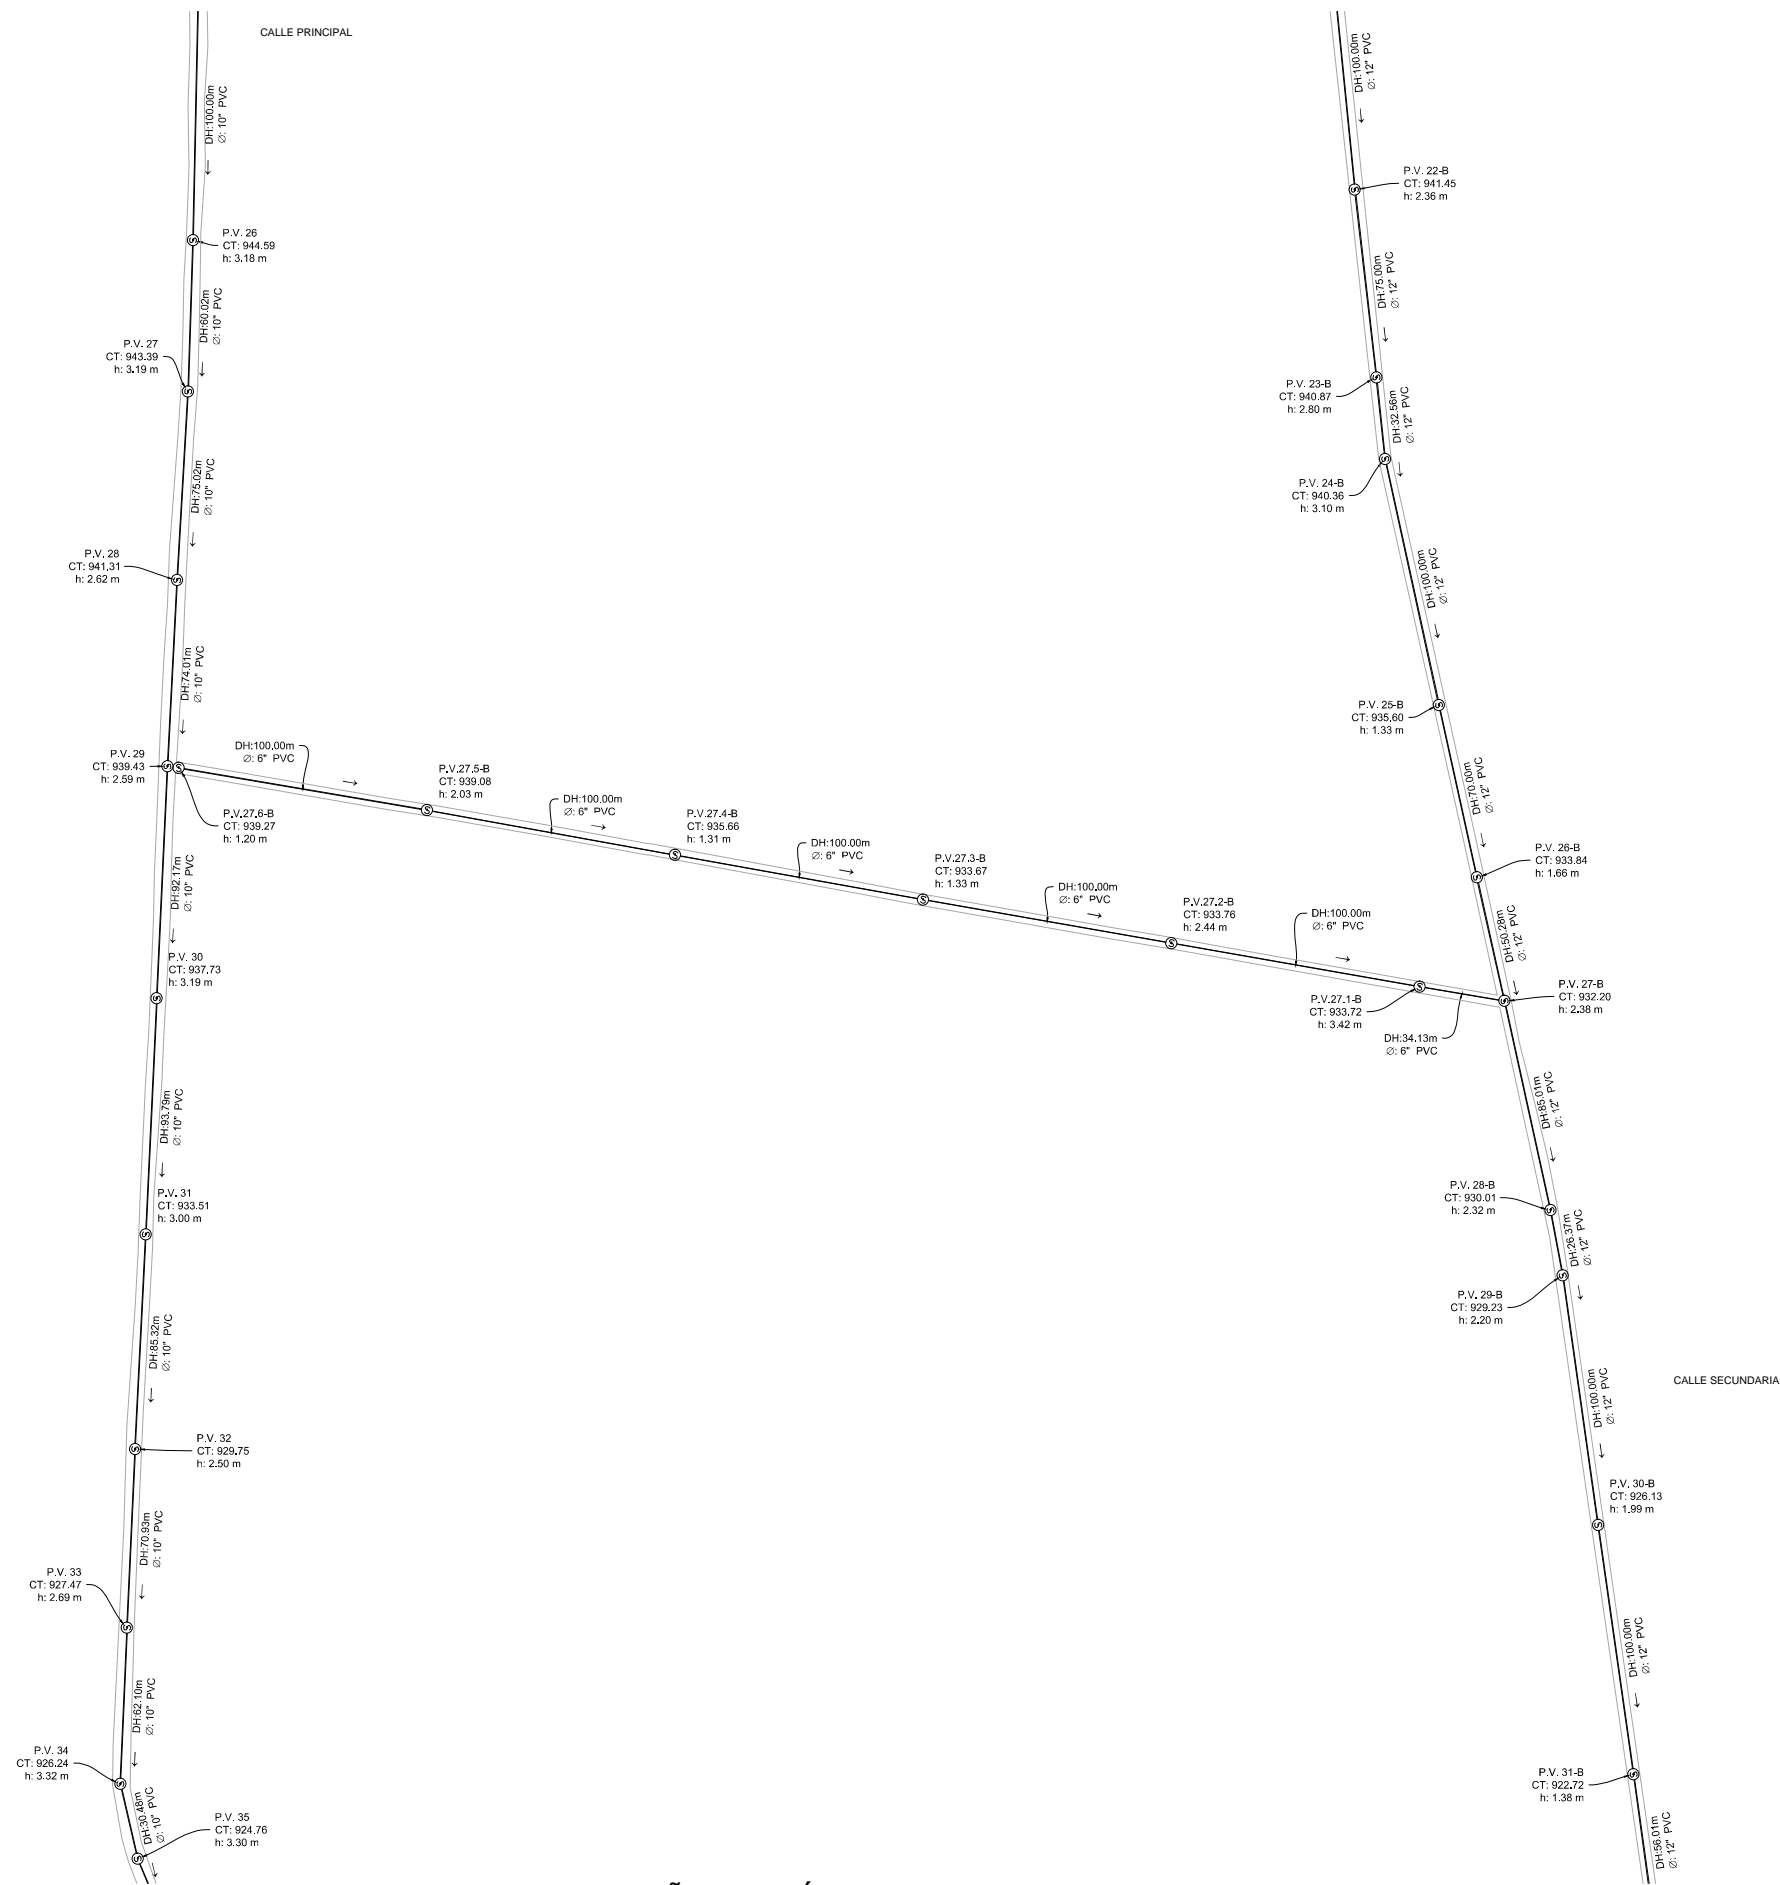 CALLE PRINCIPAL
DH:100.00m
Ø: 10" PVC
P.V. 26
CT: 944.59
h: 3.18 m
DH:60.02m
Ø: 10" PVC
P.V. 27
CT: 943.39
h: 3.19 m
DH:75.02m
Ø: 10" PVC
P.V. 28
CT: 941.31
h: 2.62 m
DH:74.01m
Ø: 10" PVC
P.V. 29
CT: 939.43
h: 2.59 m
DH:92.17m
Ø: 10" PVC
P.V. 30
CT: 937.73
h: 3.19 m
DH:93.79m
Ø: 10" PVC
P.V. 31
CT: 933.51
h: 3.00 m
DH:85.32m
Ø: 10" PVC
P.V. 32
CT: 929.75
h: 2.50 m
DH:70.93m
Ø: 10" PVC
P.V. 33
CT: 927.47
h: 2.69 m
DH:62.10m
Ø: 10" PVC
P.V. 34
CT: 926.24
h: 3.32 m
DH:30.48m
Ø: 10" PVC
P.V. 35
CT: 924.76
h: 3.30 m
P.V.27.6-B
CT: 939.27
h: 1.20 m
DH:100.00m
Ø: 6" PVC
P.V.27.5-B
CT: 939.08
h: 2.03 m
DH:100.00m
Ø: 6" PVC
P.V.27.4-B
CT: 935.66
h: 1.31 m
DH:100.00m
Ø: 6" PVC
P.V.27.3-B
CT: 933.67
h: 1.33 m
DH:100.00m
Ø: 6" PVC
P.V.27.2-B
CT: 933.76
h: 2.44 m
DH:100.00m
Ø: 6" PVC
P.V.27.1-B
CT: 933.72
h: 3.42 m
DH:34.13m
Ø: 6" PVC
DH:100.00m
Ø: 12" PVC
P.V. 22-B
CT: 941.45
h: 2.36 m
DH:75.00m
Ø: 12" PVC
P.V. 23-B
CT: 940.87
h: 2.80 m
DH:32.56m
Ø: 12" PVC
P.V. 24-B
CT: 940.36
h: 3.10 m
DH:100.00m
Ø: 12" PVC
P.V. 25-B
CT: 935.60
h: 1.33 m
DH:70.00m
Ø: 12" PVC
P.V. 26-B
CT: 933.84
h: 1.66 m
DH:50.28m
Ø: 12" PVC
P.V. 27-B
CT: 932.20
h: 2.38 m
DH:85.01m
Ø: 12" PVC
P.V. 28-B
CT: 930.01
h: 2.32 m
DH:26.37m
Ø: 12" PVC
P.V. 29-B
CT: 929.23
h: 2.20 m
DH:100.00m
Ø: 12" PVC
CALLE SECUNDARIA
P.V. 30-B
CT: 926.13
h: 1.99 m
DH:100.00m
Ø: 12" PVC
P.V. 31-B
CT: 922.72
h: 1.38 m
DH:56.01m
Ø: 12" PVC